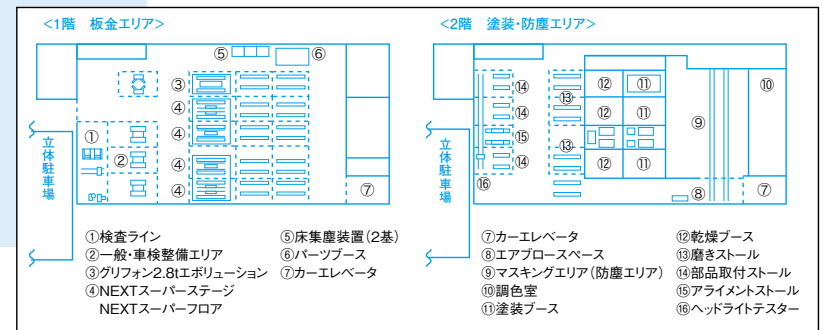 <1階 板金エリア>
⑤
⑥
③
④
④
④
④
①
②
立体駐車場
⑦
①検査ライン
②一般・車検整備エリア
③グリフォン2.8tエボリューション
④NEXTスーパーステージ
NEXTスーパーフロア
⑤床集塵装置(2基)
⑥パーツブース
⑦カーエレベータ
<2階 塗装・防塵エリア>
⑭
⑭
⑮
⑭
⑯
⑬
⑬
⑫
⑪
⑫
⑪
⑫
⑪
⑨
⑩
⑧
⑦
立体駐車場
⑦カーエレベータ
⑧エアブロースペース
⑨マスキングエリア(防塵エリア)
⑩調色室
⑪塗装ブース
⑫乾燥ブース
⑬磨きストール
⑭部品取付ストール
⑮アライメントストール
⑯ヘッドライトテスター